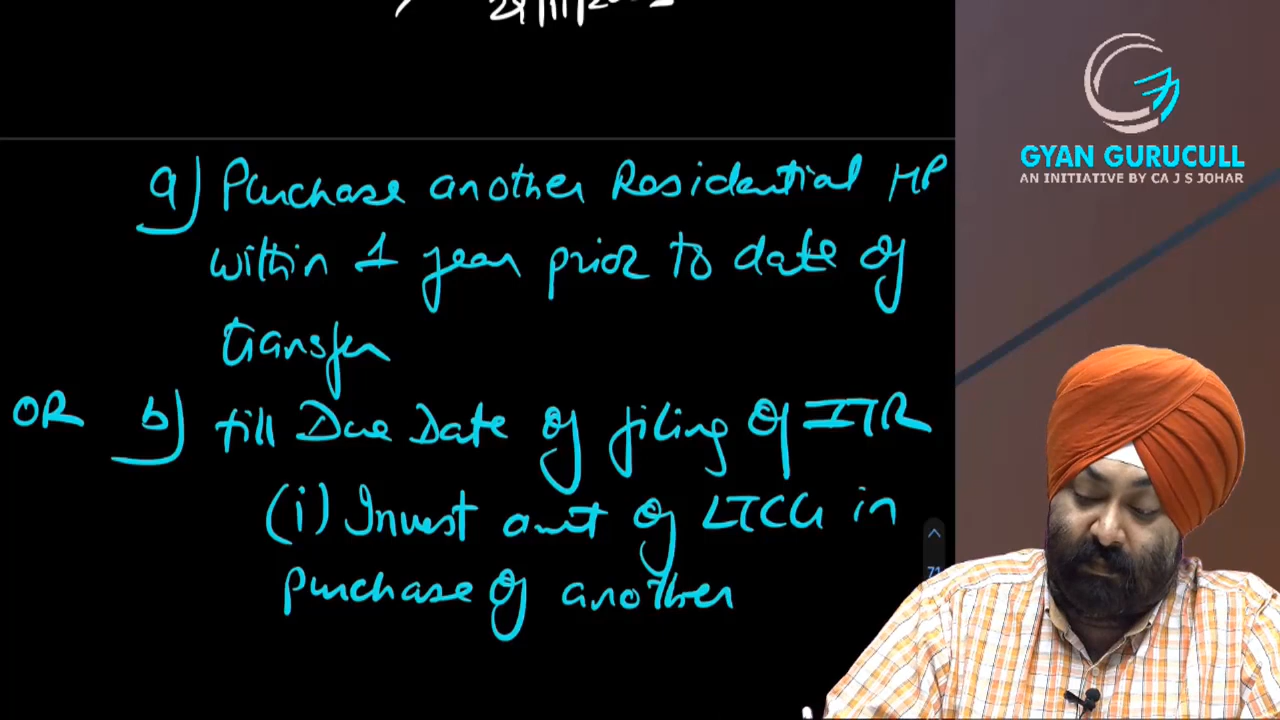 a) Purchase another Residential HP
within 1 year prior to date of
transfer
OR b) till Due Date of filing of ITR
(i) Invest amt of LTCG in
purchase of another
GYAN GURUCULL
AN INITIATIVE BY CA J S JOHAR
71